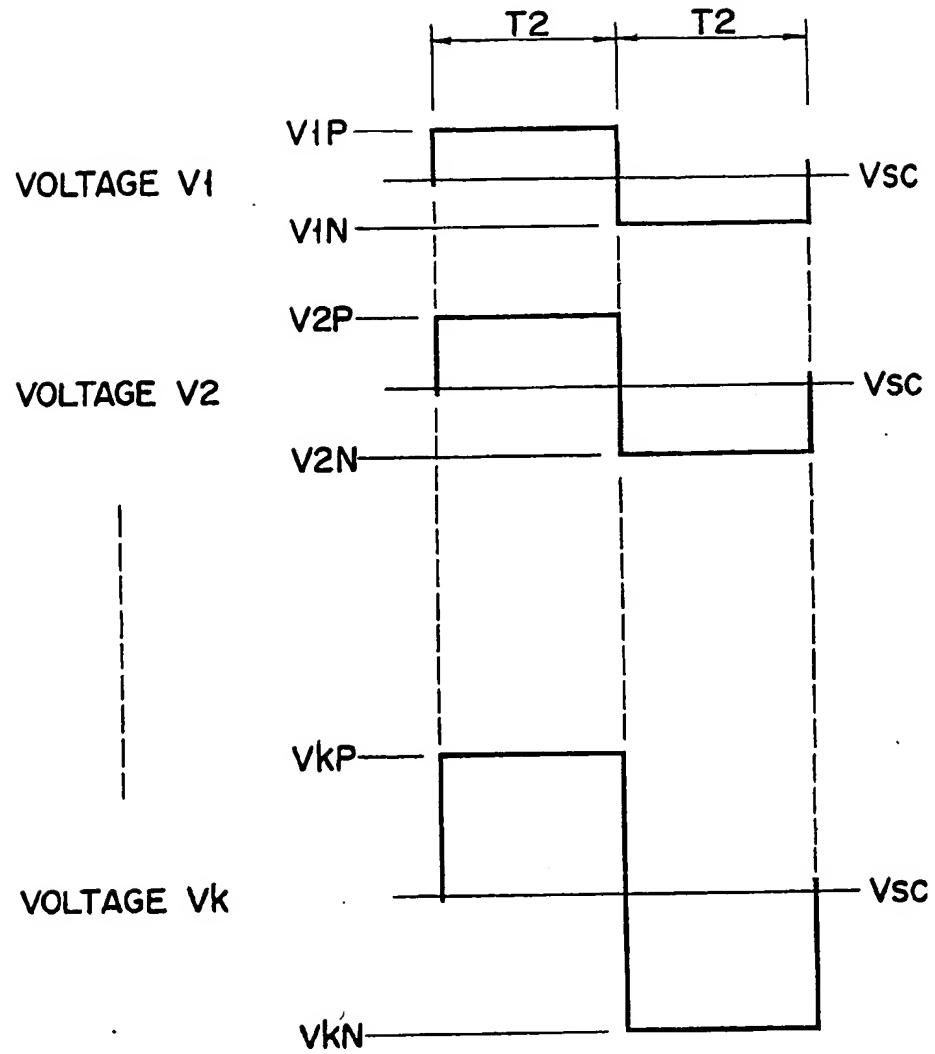 T2 T2
V1P
VOLTAGE V1
VSC
V1N
V2P
VOLTAGE V2
VSC
V2N
VkP
VOLTAGE Vk
VSC
VkN